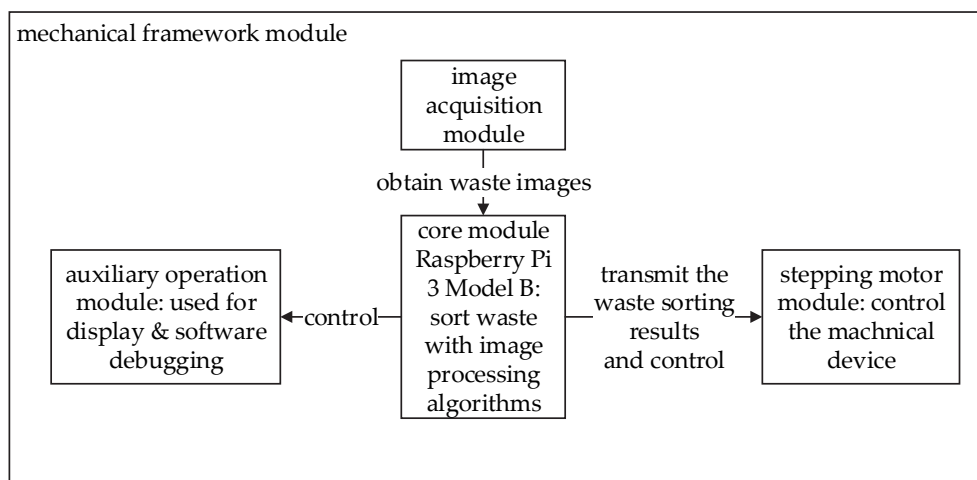 mechanical framework module
image
acquisition
module
obtain waste images
core module
Raspberry Pi
3 Model B:
sort waste
with image
processing
algorithms
auxiliary operation
module: used for
display & software
debugging
control
transmit the
waste sorting
results
and control
stepping motor
module: control
the machnical
device